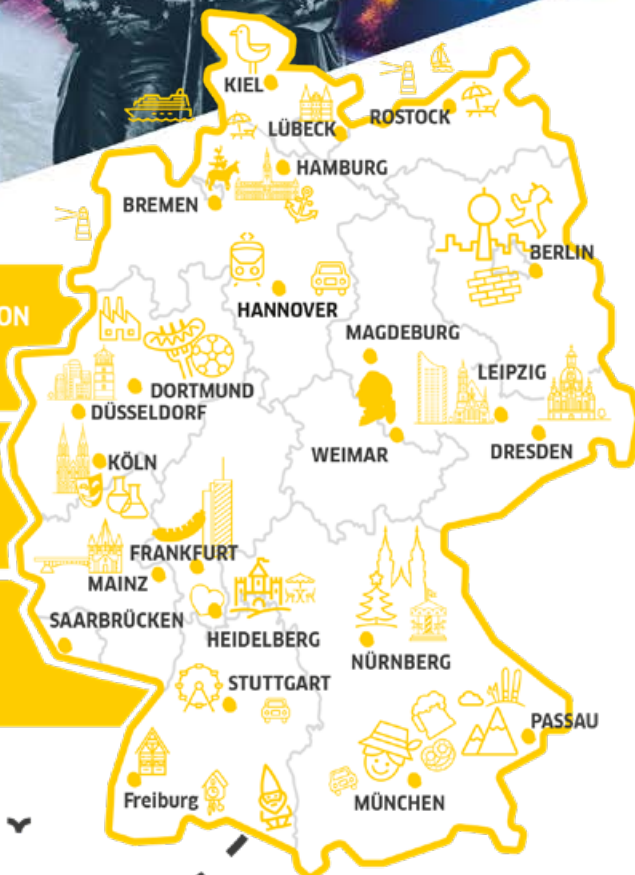 KIEL
LÜBECK
ROSTOCK
HAMBURG
BREMEN
BERLIN
HANNOVER
ON
MAGDEBURG
LEIPZIG
DORTMUND
DÜSSELDORF
WEIMAR
DRESDEN
KÖLN
FRANKFURT
MAINZ
SAARBRÜCKEN
HEIDELBERG
NÜRNBERG
STUTTGART
PASSAU
Freiburg
MÜNCHEN